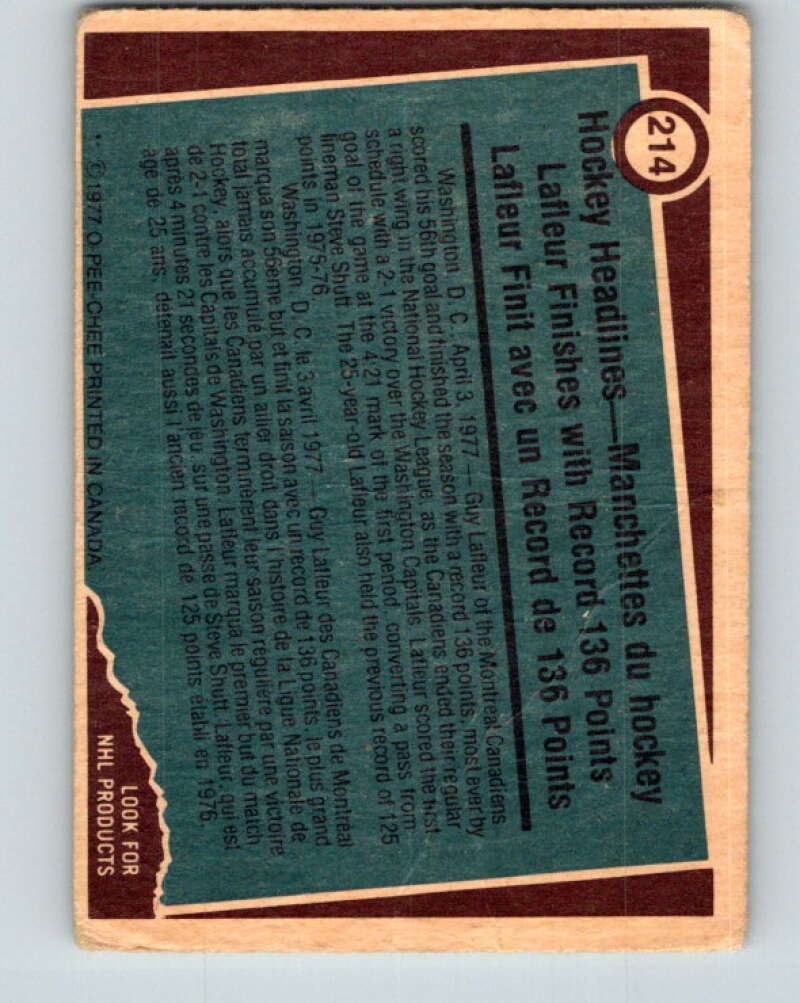 214
Hockey Headlines—Manchettes du hockey
Lafleur Finishes with Record 136 Points
Lafleur Finit avec un Record de 136 Points
Washington, D. C., April 3, 1977 — Guy Lafleur of the Montreal Canadiens
scored his 56th goal and finished the season with a record 136 points, most ever by
a right wing in the National Hockey League, as the Canadiens ended their regular
schedule with a 2-1 victory over the Washington Capitals. Lafleur scored the first
goal of the game at the 4:21 mark of the first period, converting a pass from
lineman Steve Shutt. The 25-year-old Lafleur also held the previous record of 125
points in 1975-76.
Washington, D. C. le 3 avril 1977 — Guy Lafleur des Canadiens de Montréal
marqua son 56ème but et finit la saison avec un record de 136 points, le plus grand
total jamais accumulé par un ailier droit dans l'histoire de la Ligue Nationale de
Hockey, alors que les Canadiens terminèrent leur saison régulière par une victoire
de 2-1 contre les Capitals de Washington. Lafleur marqua le premier but du match
après 4 minutes 21 secondes de jeu, sur une passe de Steve Shutt. Lafleur, qui est
âgé de 25 ans, détenait aussi l'ancien record de 125 points établi en 1976.
** ©1977 O-PEE-CHEE PRINTED IN CANADA
LOOK FOR
NHL PRODUCTS